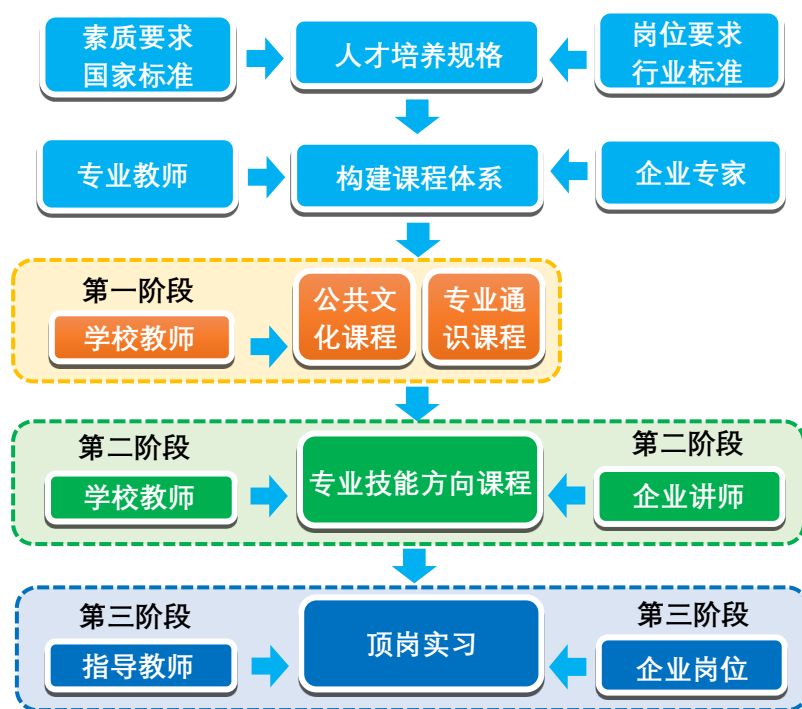 素质要求
国家标准
人才培养规格
岗位要求
行业标准
专业教师
构建课程体系
企业专家
第一阶段
学校教师
公共文
化课程
专业通
识课程
第二阶段
学校教师
专业技能方向课程
第二阶段
企业讲师
第三阶段
指导教师
顶岗实习
第三阶段
企业岗位